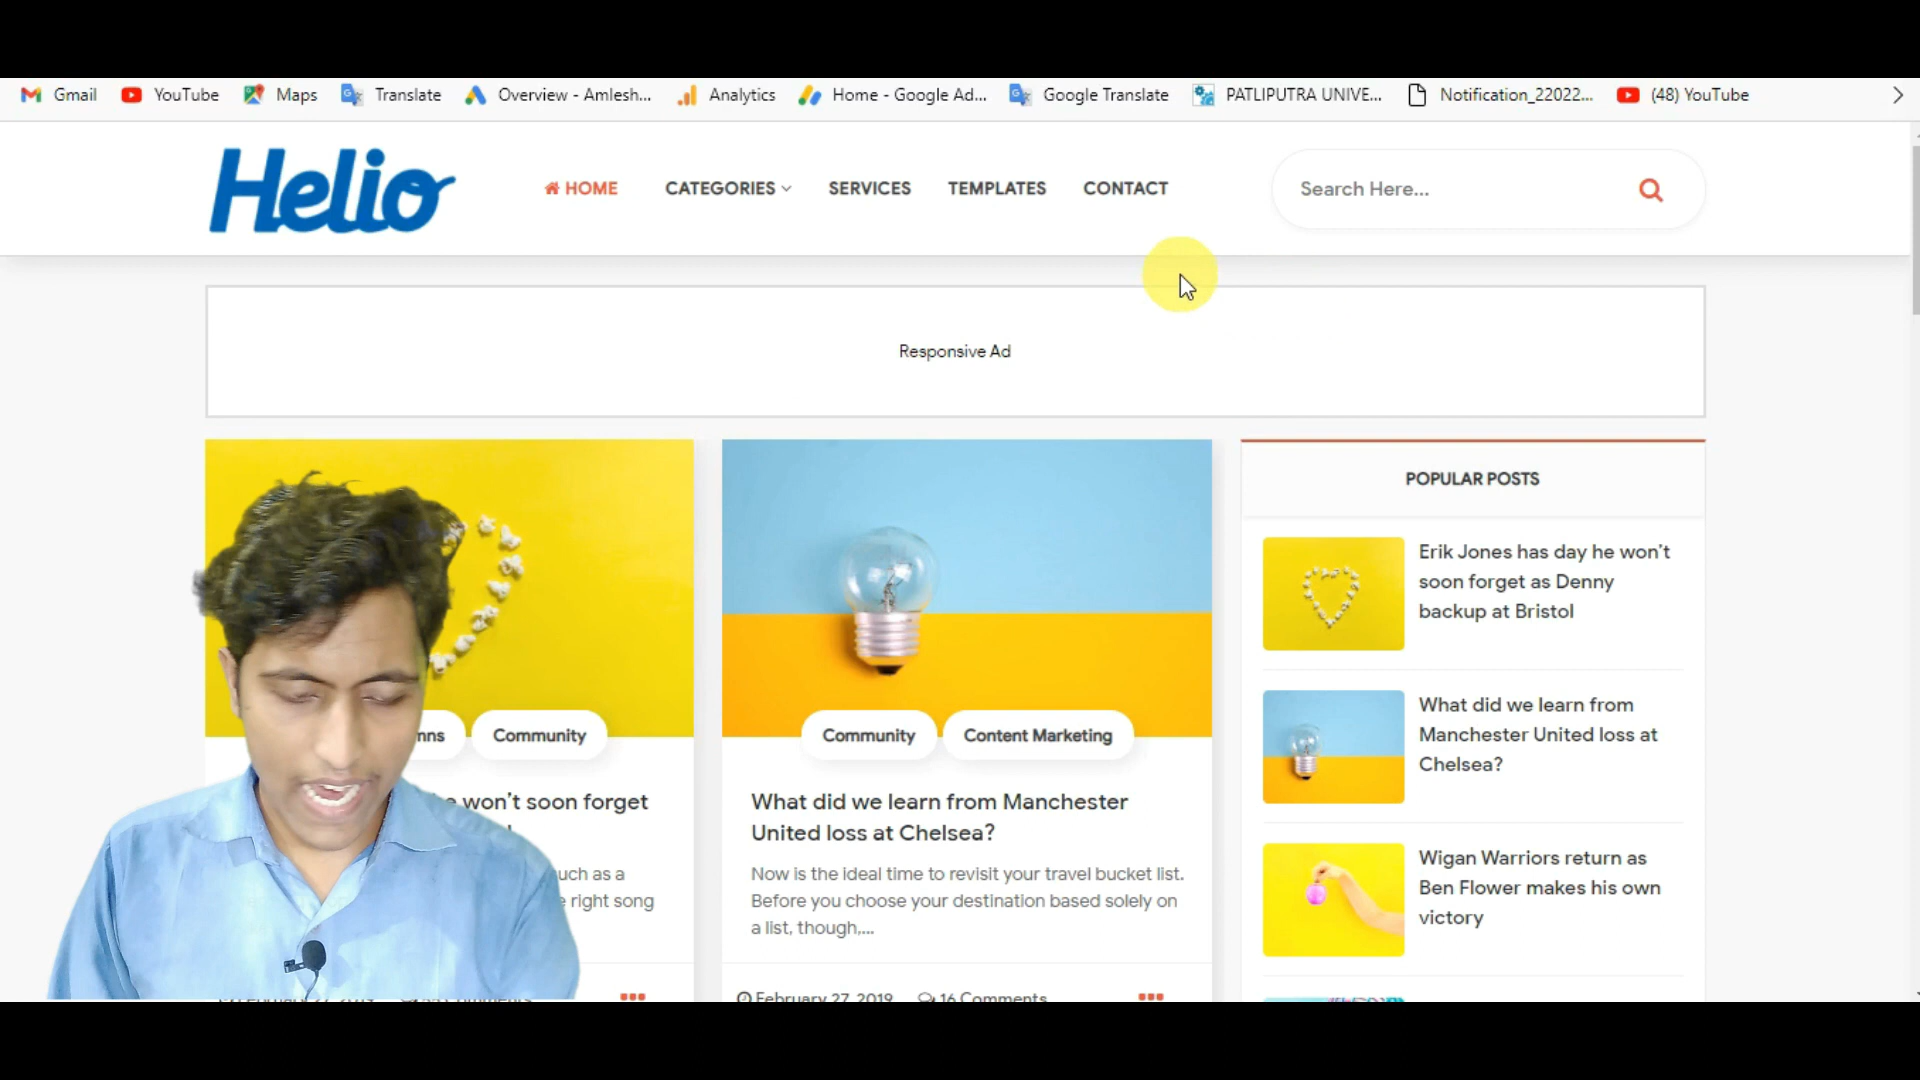 Gmail YouTube Maps Translate Overview - Amlesh... Analytics Home - Google Ad... Google Translate PATLIPUTRA UNIVE... Notification_22022... (48) YouTube
Helio
HOME CATEGORIES SERVICES TEMPLATES CONTACT
Search Here...
Responsive Ad
Community
won't soon forget
such as a
right song
February 27, 2019 Comments
Community Content Marketing
What did we learn from Manchester
United loss at Chelsea?
Now is the ideal time to revisit your travel bucket list.
Before you choose your destination based solely on
a list, though,...
February 27, 2019 16 Comments
POPULAR POSTS
Erik Jones has day he won't
soon forget as Denny
backup at Bristol
What did we learn from
Manchester United loss at
Chelsea?
Wigan Warriors return as
Ben Flower makes his own
victory